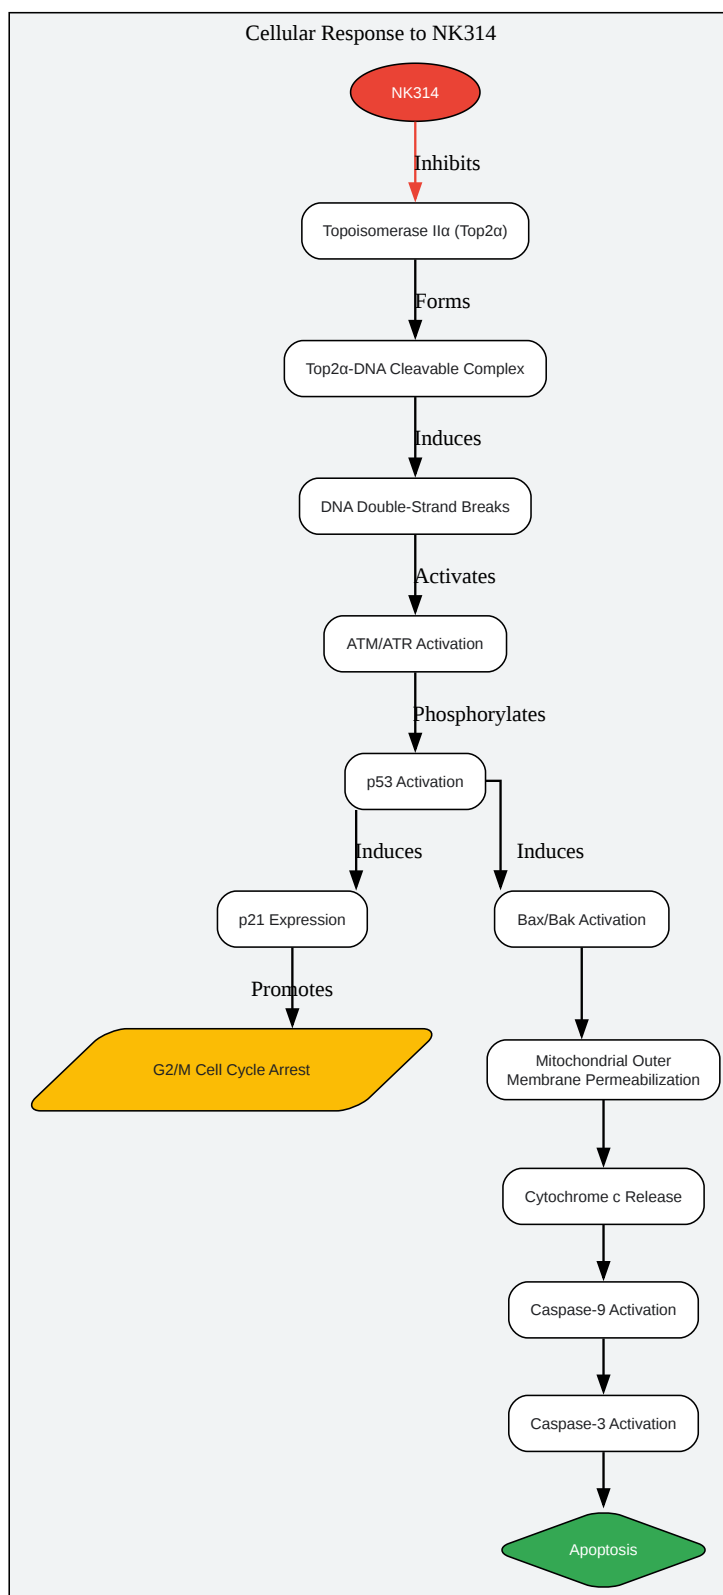 Cellular Response to NK314
NK314
Inhibits
Topoisomerase IIα (Top2α)
Forms
Top2α-DNA Cleavable Complex
Induces
DNA Double-Strand Breaks
Activates
ATM/ATR Activation
Phosphorylates
p53 Activation
Induces
Induces
p21 Expression
Bax/Bak Activation
Promotes
G2/M Cell Cycle Arrest
Mitochondrial Outer
Membrane Permeabilization
Cytochrome c Release
Caspase-9 Activation
Caspase-3 Activation
Apoptosis